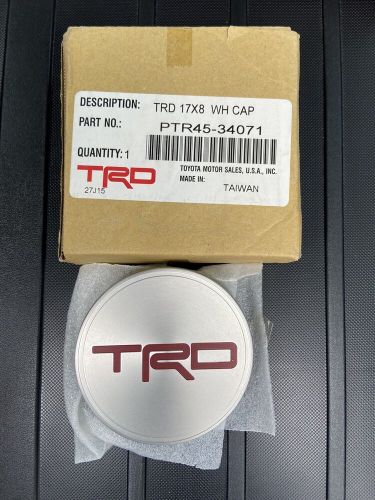 DESCRIPTION: TRD 17X8 WH CAP
PART NO.: PTR45-34071
QUANTITY: 1
TRD
27J15
TOYOTA MOTOR SALES, U.S.A., INC.
MADE IN: TAIWAN
TRD